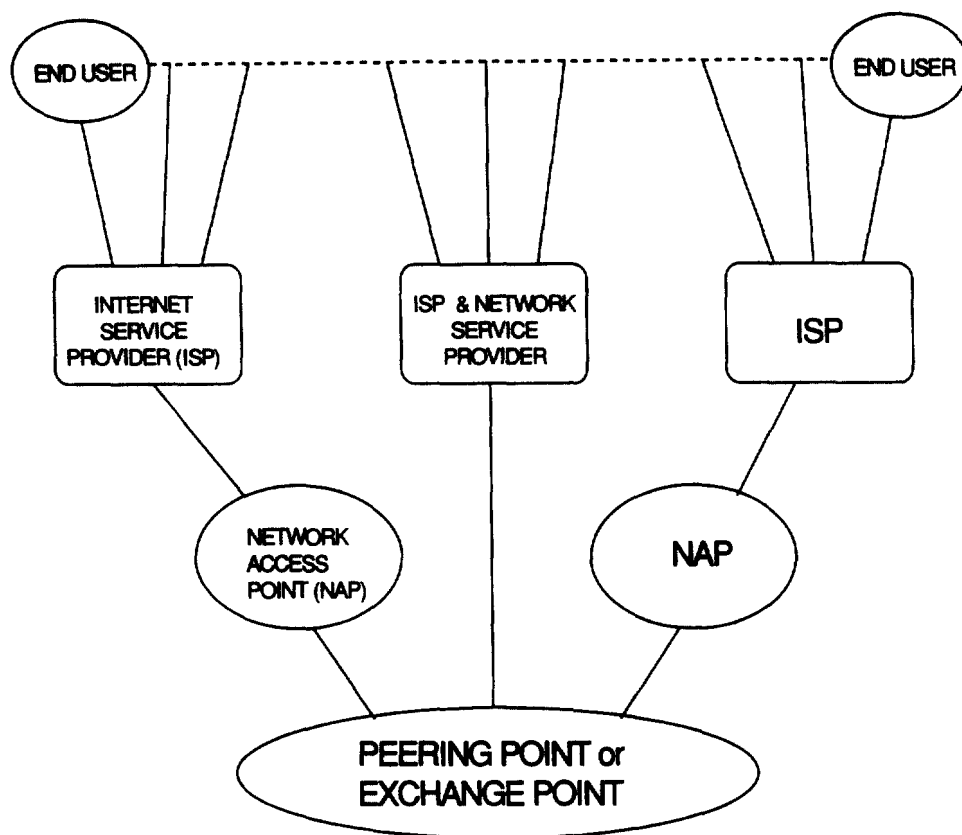 END USER
END USER
INTERNET
SERVICE
PROVIDER (ISP)
ISP & NETWORK
SERVICE
PROVIDER
ISP
NETWORK
ACCESS
POINT (NAP)
NAP
PEERING POINT or
EXCHANGE POINT